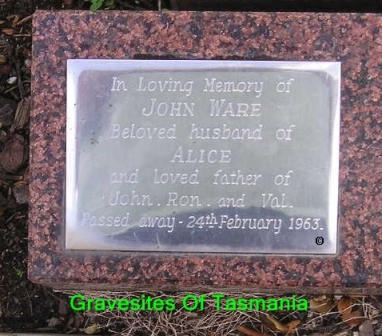 In Loving Memory of
JOHN WARE
Beloved husband of
ALICE
and loved father of
John. Ron. and Val.
Passed away - 24th February 1963.
©
Gravesites Of Tasmania